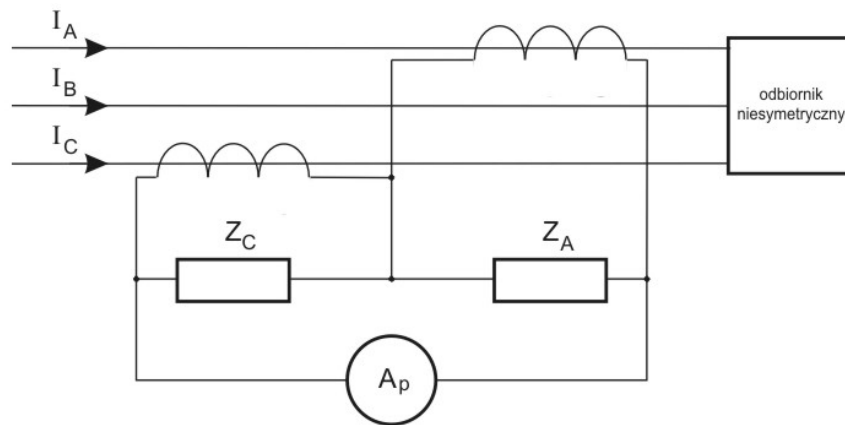 I_A
I_B
I_C
odbiornik
niesymetryczny
Z_C
Z_A
A_p